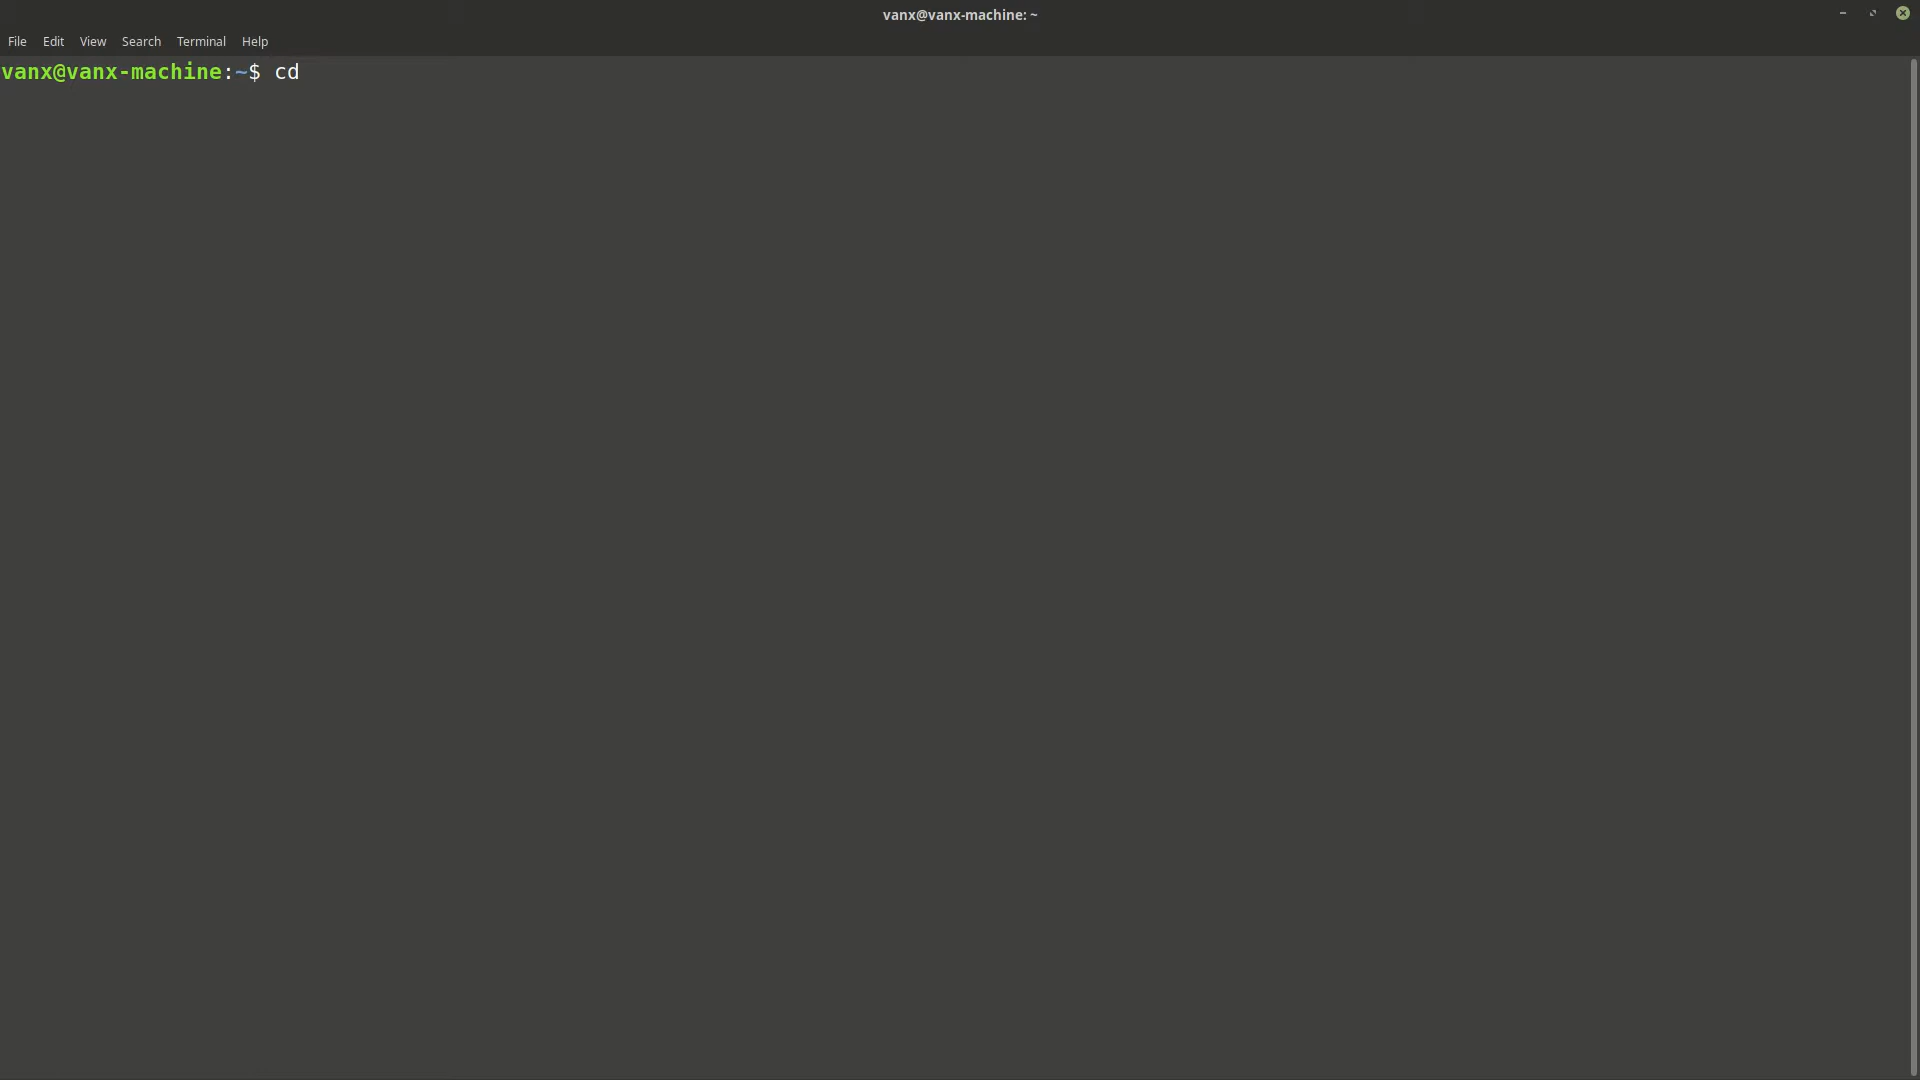 vanx@vanx-machine: ~
File Edit View Search Terminal Help
vanx@vanx-machine:~$ cd